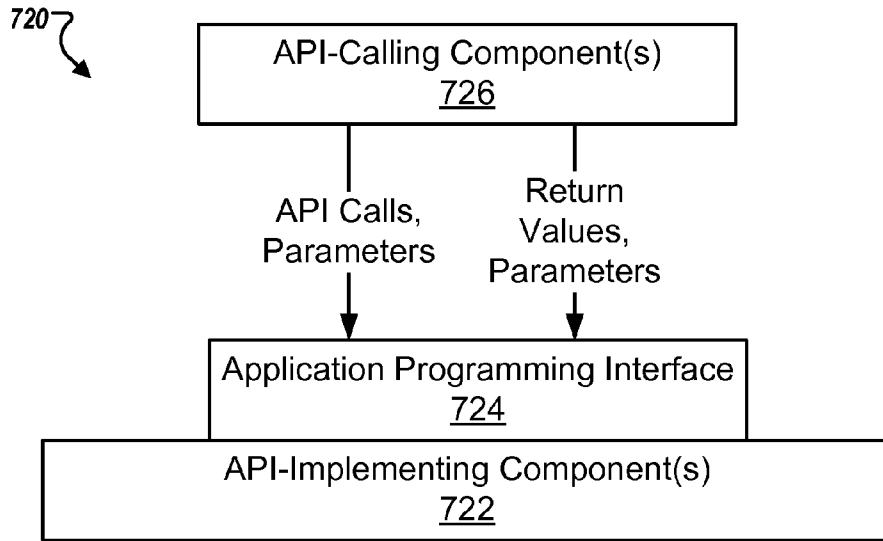 720
API-Calling Component(s)
726
API Calls,
Parameters
Return
Values,
Parameters
Application Programming Interface
724
API-Implementing Component(s)
722